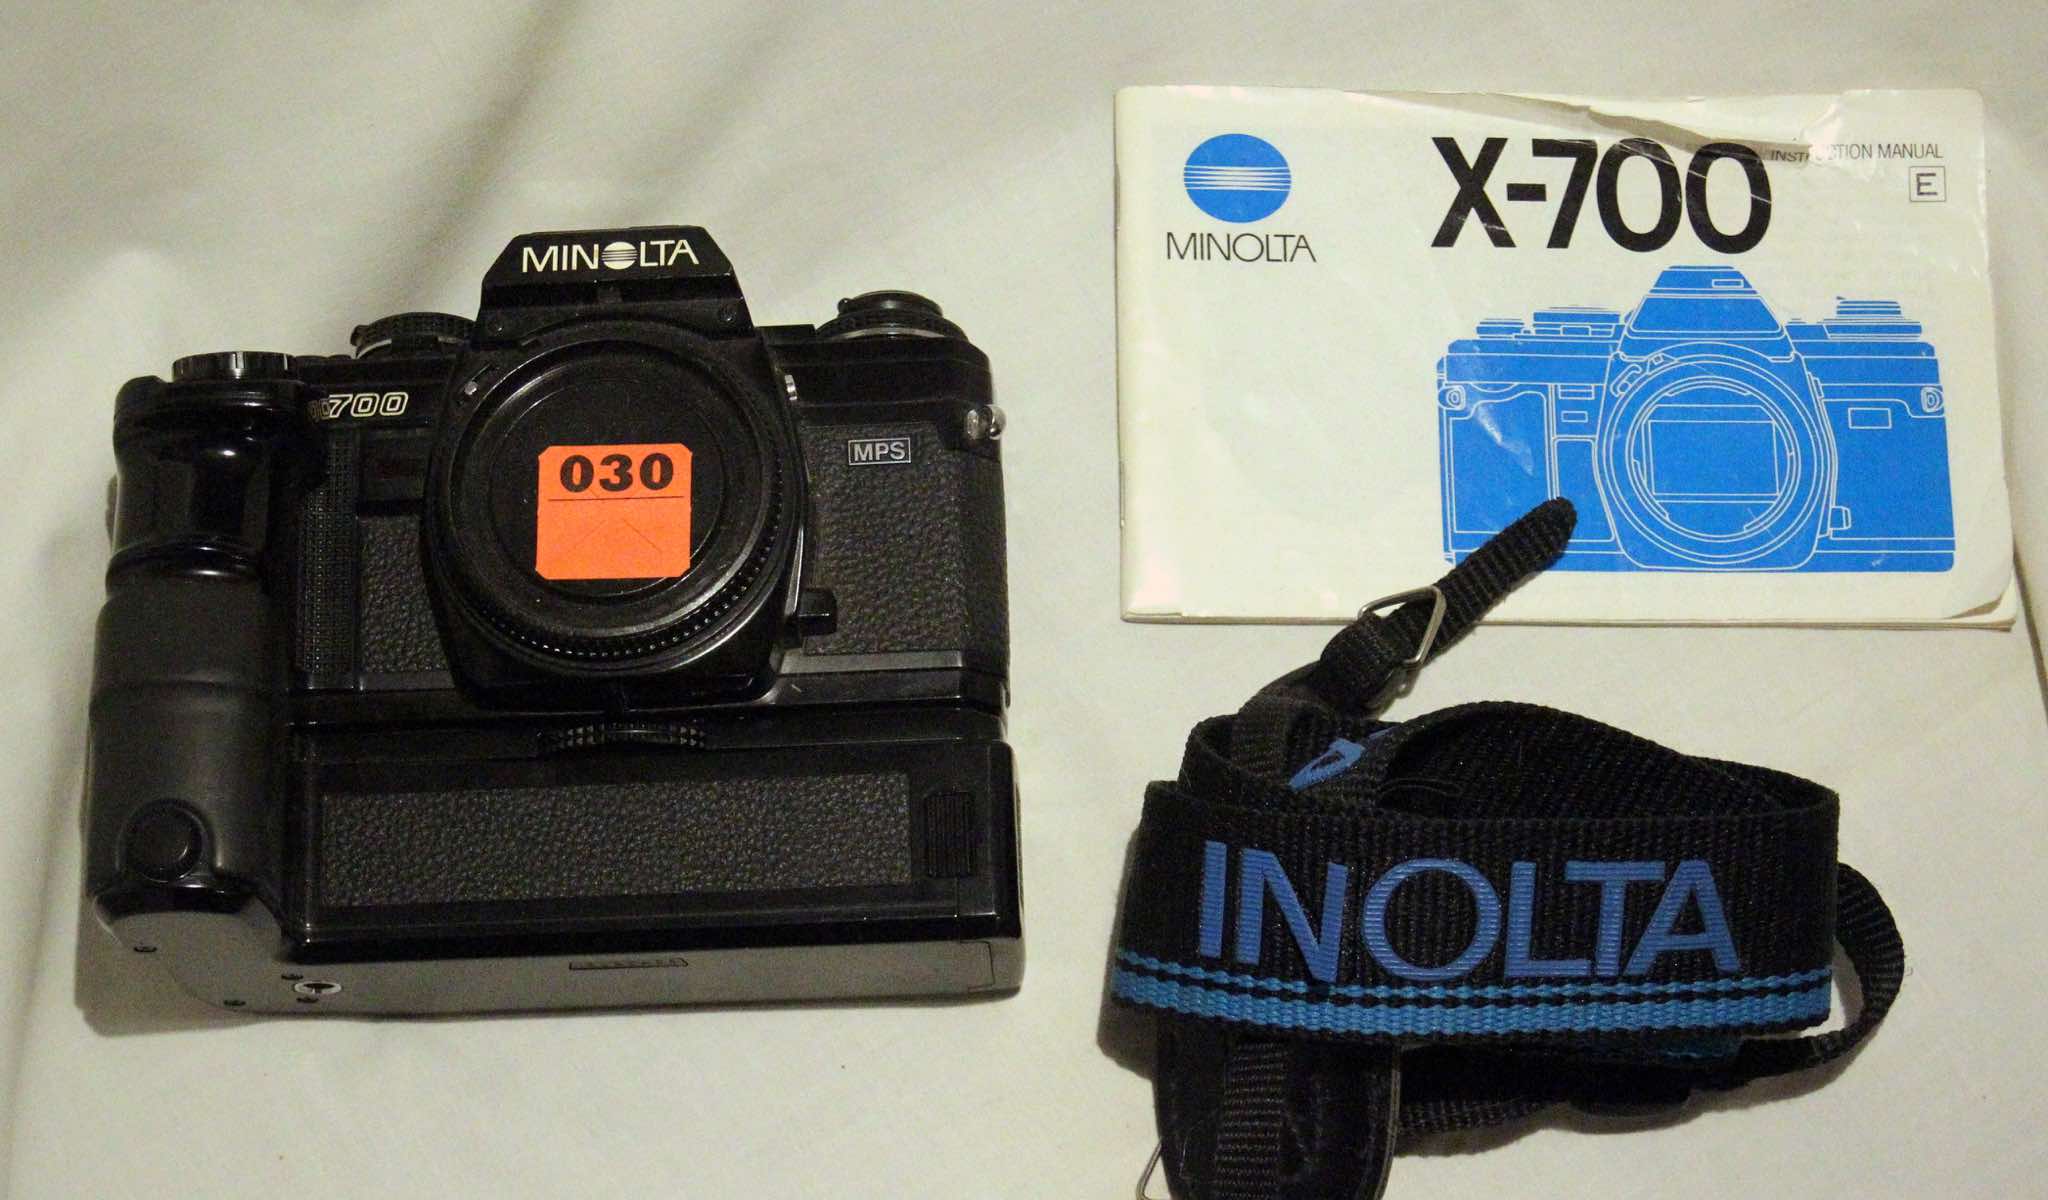 MINOLTA
700
MPS
030
MINOLTA
X-700
INSTRUCTION MANUAL
E
INOLTA